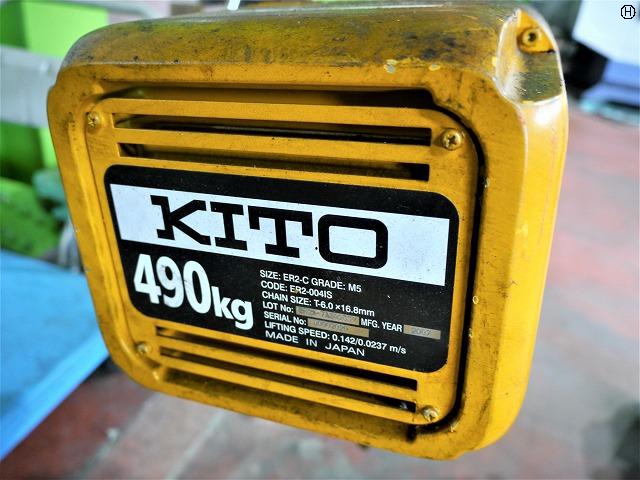 KITO
490kg
SIZE: ER2-C GRADE: M5
CODE: ER2-004IS
CHAIN SIZE: T-6.0×16.8mm
LOT No: MFG. YEAR 2007
SERIAL No:
LIFTING SPEED: 0.142/0.0237 m/s
MADE IN JAPAN
H